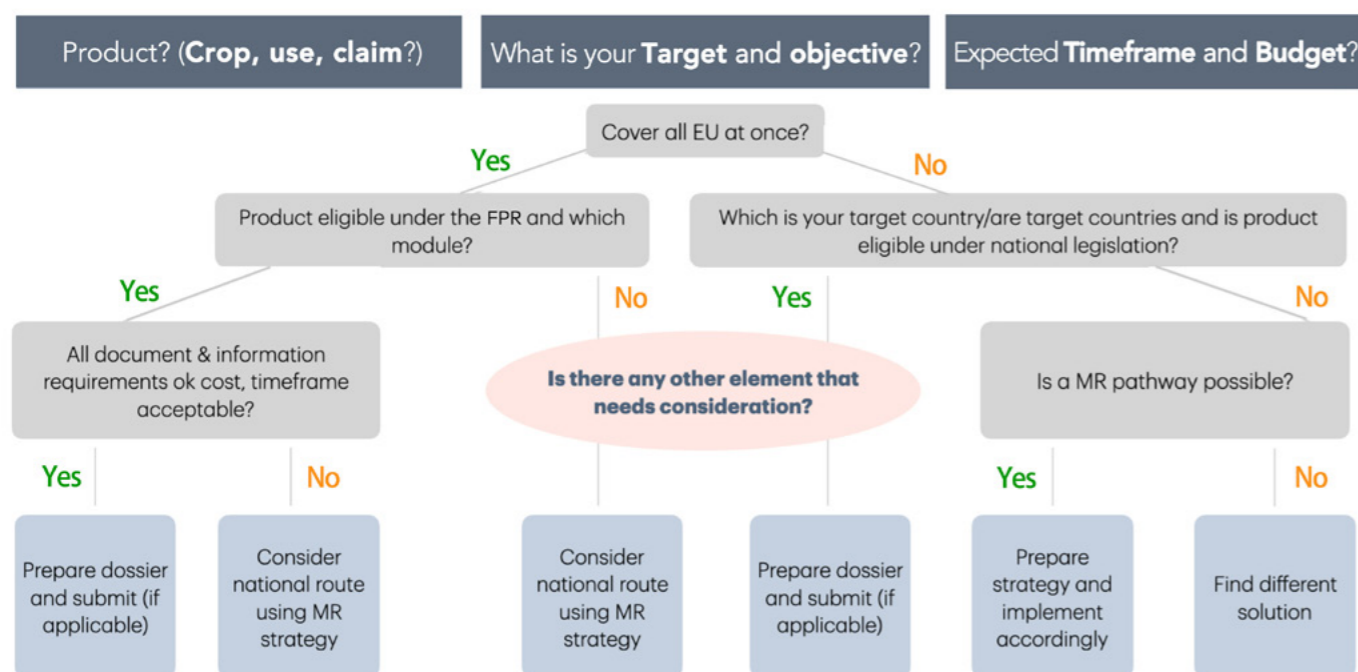 Product? (Crop, use, claim?)
What is your Target and objective?
Expected Timeframe and Budget?
Cover all EU at once?
Yes
No
Product eligible under the FPR and which
module?
Which is your target country/are target countries and is product
eligible under national legislation?
Yes
No
Yes
No
All document & information
requirements ok cost, timeframe
acceptable?
Is there any other element that
needs consideration?
Is a MR pathway possible?
Yes
No
Yes
No
Prepare dossier
and submit (if
applicable)
Consider
national route
using MR
strategy
Consider
national route
using MR
strategy
Prepare dossier
and submit (if
applicable)
Prepare
strategy and
implement
accordingly
Find different
solution